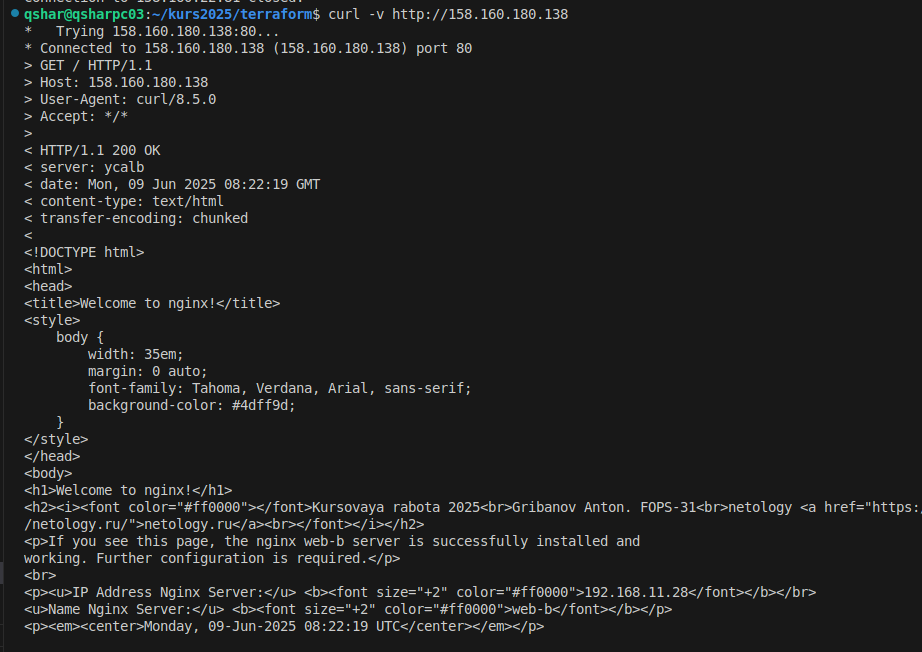 qshar@qsharpc03:~/kurs2025/terraform$ curl -v http://158.160.180.138
*   Trying 158.160.180.138:80...
* Connected to 158.160.180.138 (158.160.180.138) port 80
> GET / HTTP/1.1
> Host: 158.160.180.138
> User-Agent: curl/8.5.0
> Accept: */*
>
< HTTP/1.1 200 OK
< server: ycalb
< date: Mon, 09 Jun 2025 08:22:19 GMT
< content-type: text/html
< transfer-encoding: chunked
<
<!DOCTYPE html>
<html>
<head>
<title>Welcome to nginx!</title>
<style>
    body {
        width: 35em;
        margin: 0 auto;
        font-family: Tahoma, Verdana, Arial, sans-serif;
        background-color: #4dff9d;
    }
</style>
</head>
<body>
<h1>Welcome to nginx!</h1>
<h2><i><font color="#ff0000"></font>Kursovaya rabota 2025<br>Gribanov Anton. FOPS-31<br>netology <a href="https:/
/netology.ru/">netology.ru</a><br></font></i></h2>
<p>If you see this page, the nginx web-b server is successfully installed and
working. Further configuration is required.</p>
<br>
<p><u>IP Address Nginx Server:</u> <b><font size="+2" color="#ff0000">192.168.11.28</font></b></br>
<u>Name Nginx Server:</u> <b><font size="+2" color="#ff0000">web-b</font></b></p>
<p><em><center>Monday, 09-Jun-2025 08:22:19 UTC</center></em></p>